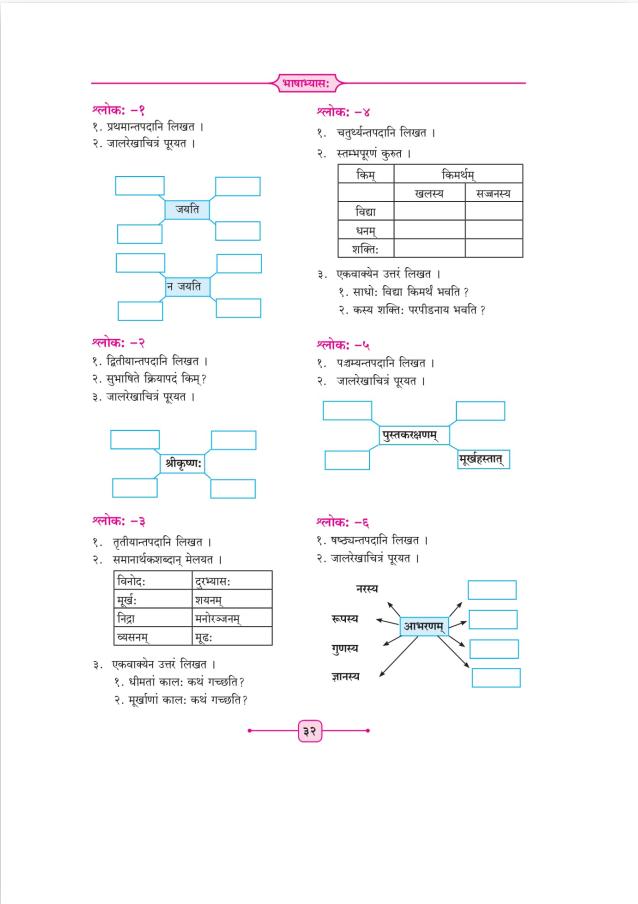 भाषाभ्यास:
श्लोक: –१
१. प्रथमान्तपदानि लिखत ।
२. जालरेखाचित्रं पूरयत ।
जयति
न जयति
श्लोक: –२
१. द्वितीयान्तपदानि लिखत ।
२. सुभाषिते क्रियापदं किम्?
३. जालरेखाचित्रं पूरयत ।
श्रीकृष्ण:
श्लोक: –३
१. तृतीयान्तपदानि लिखत ।
२. समानार्थकशब्दान् मेलयत ।
विनोद: दुरभ्यास:
मूर्ख: शयनम्
निद्रा मनोरञ्जनम्
व्यसनम् मूढ:
३. एकवाक्येन उत्तरं लिखत ।
१. धीमतां काल: कथं गच्छति?
२. मूर्खाणां काल: कथं गच्छति?
श्लोक: –४
१. चतुर्थ्यन्तपदानि लिखत ।
२. स्तम्भपूरणं कुरुत ।
किम् किमर्थम्
खलस्य सज्जनस्य
विद्या
धनम्
शक्ति:
३. एकवाक्येन उत्तरं लिखत ।
१. साधो: विद्या किमर्थं भवति ?
२. कस्य शक्ति: परपीडनाय भवति ?
श्लोक: –५
१. पञ्चम्यन्तपदानि लिखत ।
२. जालरेखाचित्रं पूरयत ।
पुस्तकरक्षणम्
मूर्खहस्तात्
श्लोक: –६
१. षष्ठ्यन्तपदानि लिखत ।
२. जालरेखाचित्रं पूरयत ।
नरस्य
रूपस्य
आभरणम्
गुणस्य
ज्ञानस्य
३२